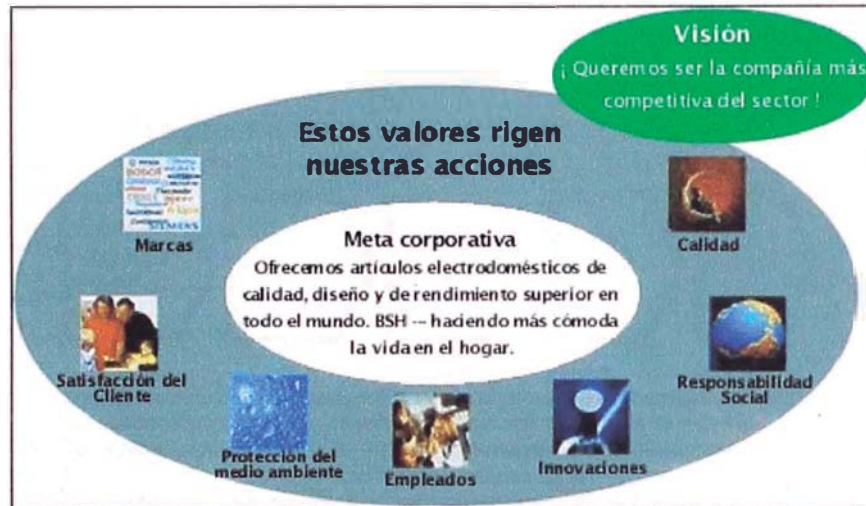 Visión
¡ Queremos ser la compañía más
competitiva del sector !
Estos valores rigen
nuestras acciones
BOSCH
SIEMENS
Marcas
Calidad
Meta corporativa
Ofrecemos artículos electrodomésticos de
calidad, diseño y de rendimiento superior en
todo el mundo. BSH -- haciendo más cómoda
la vida en el hogar.
Satisfacción del
Cliente
Responsabilidad
Social
Protección del
medio ambiente
Empleados
Innovaciones